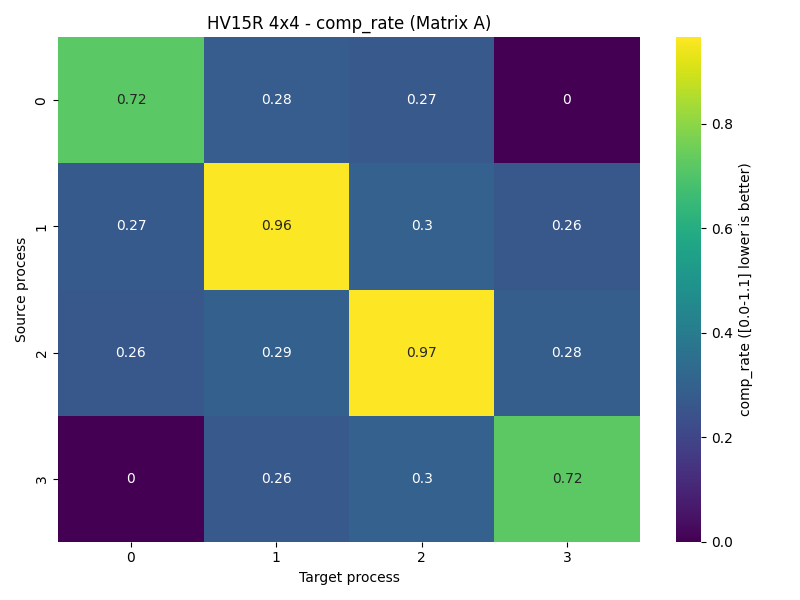 HV15R 4x4 - comp_rate (Matrix A)
0.72 0.28 0.27 0
0.27 0.96 0.3 0.26
0.26 0.29 0.97 0.28
0 0.26 0.3 0.72
0
1
2
3
Source process
0 1 2 3
Target process
0.8
0.6
0.4
0.2
0.0
comp_rate ([0.0-1.1] lower is better)